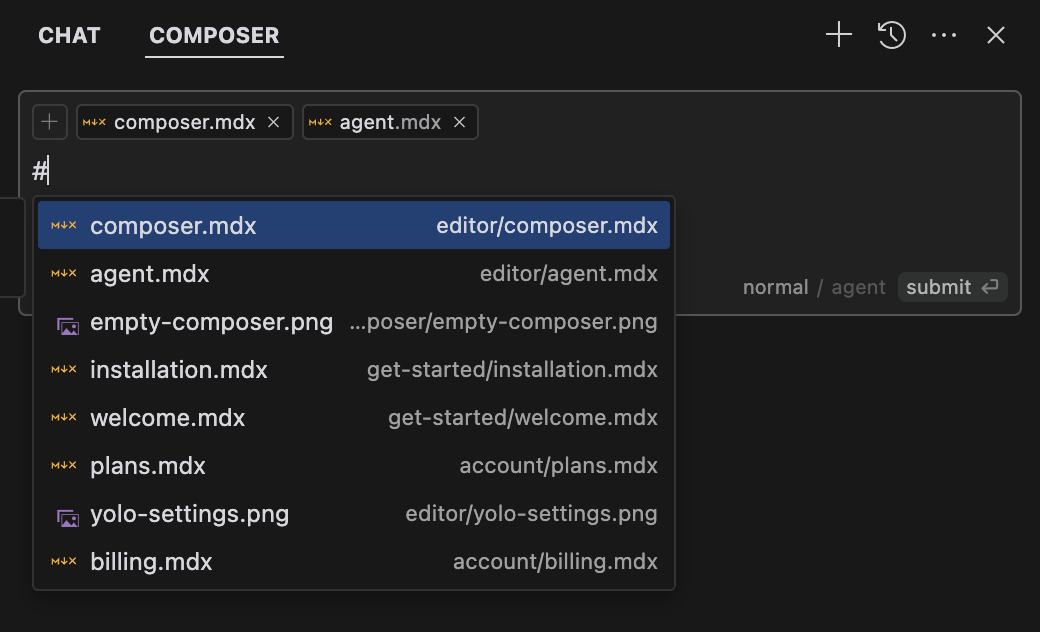 CHAT COMPOSER
composer.mdx agent.mdx
#
composer.mdx editor/composer.mdx
agent.mdx editor/agent.mdx
normal / agent submit
empty-composer.png ...poser/empty-composer.png
installation.mdx get-started/installation.mdx
welcome.mdx get-started/welcome.mdx
plans.mdx account/plans.mdx
yolo-settings.png editor/yolo-settings.png
billing.mdx account/billing.mdx